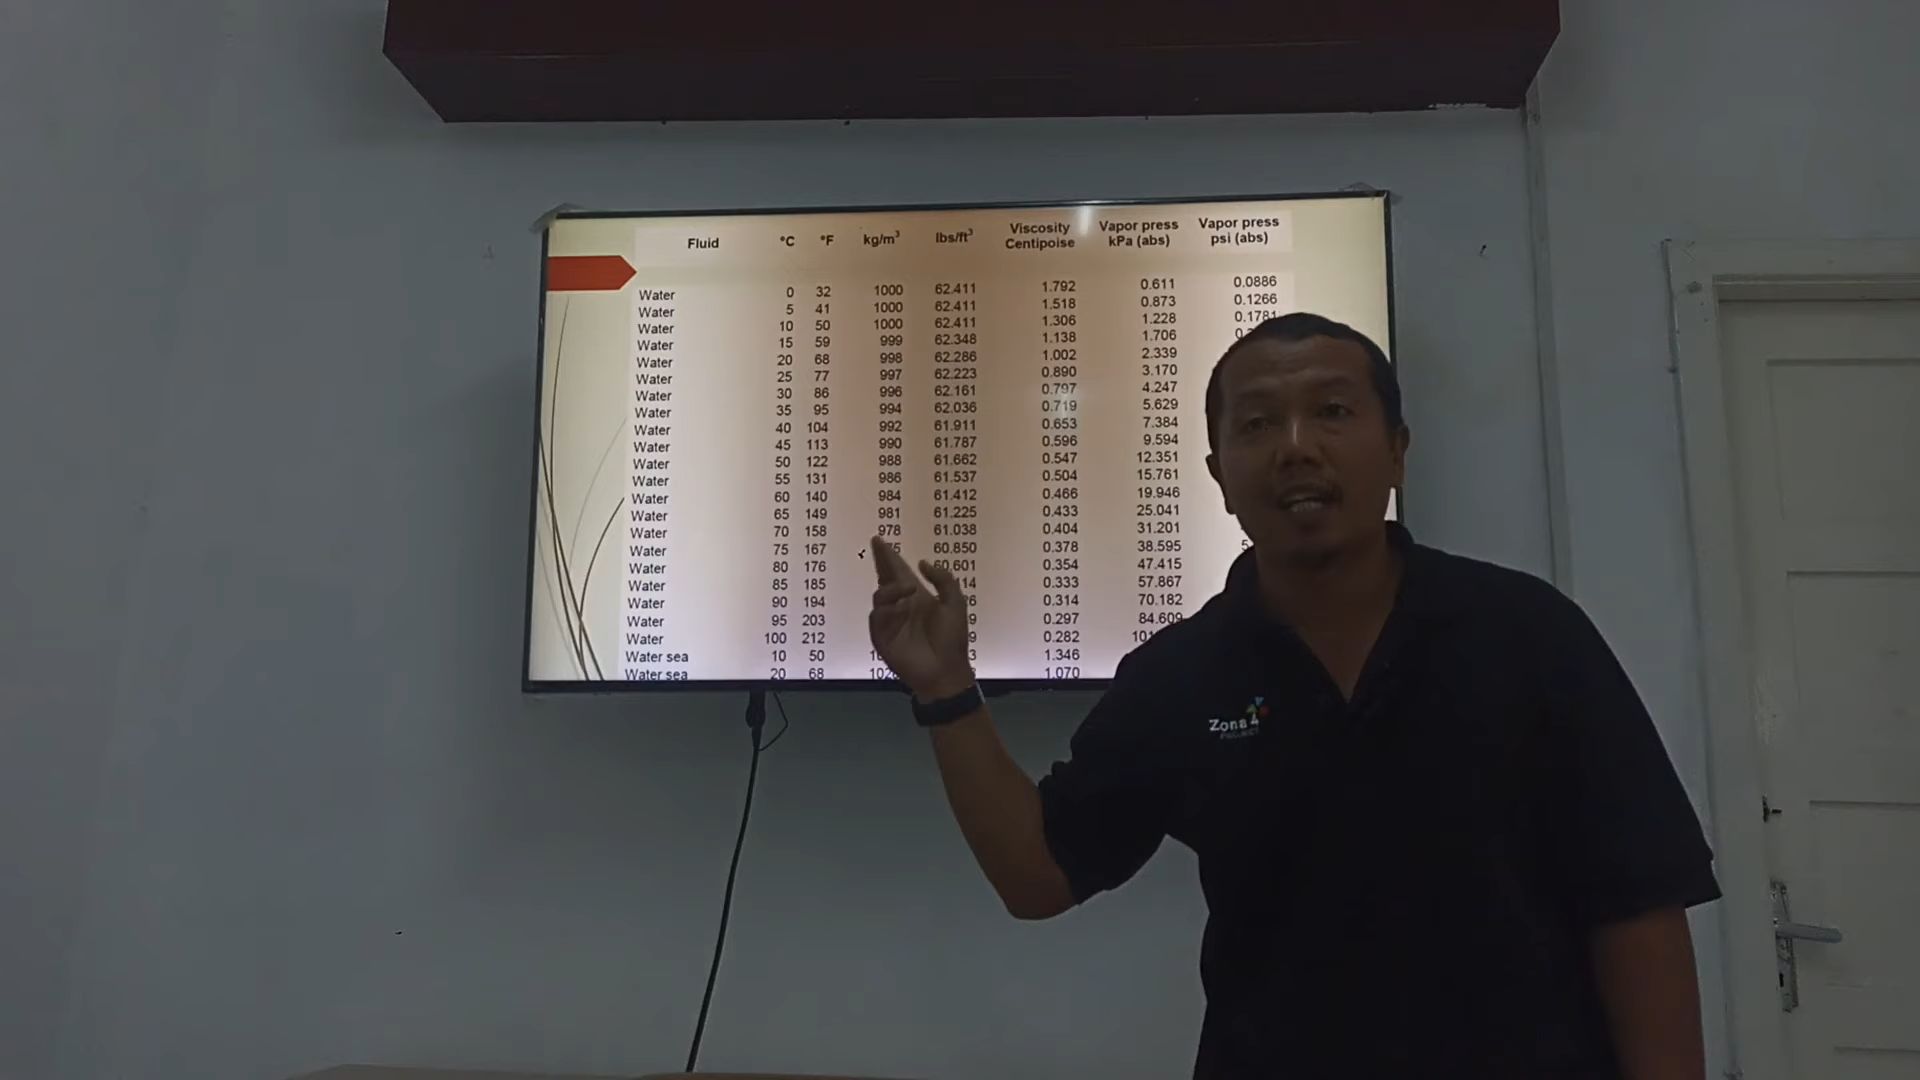 Fluid °C °F kg/m³ lbs/ft³ Viscosity Centipoise Vapor press kPa (abs) Vapor press psi (abs)
Water 0 32 1000 62.411 1.792 0.611 0.0886
Water 5 41 1000 62.411 1.518 0.873 0.1266
Water 10 50 1000 62.411 1.306 1.228 0.1781
Water 15 59 999 62.348 1.138 1.706
Water 20 68 998 62.286 1.002 2.339
Water 25 77 997 62.223 0.890 3.170
Water 30 86 996 62.161 0.797 4.247
Water 35 95 994 62.036 0.719 5.629
Water 40 104 992 61.911 0.653 7.384
Water 45 113 990 61.787 0.596 9.594
Water 50 122 988 61.662 0.547 12.351
Water 55 131 986 61.537 0.504 15.761
Water 60 140 984 61.412 0.466 19.946
Water 65 149 981 61.225 0.433 25.041
Water 70 158 978 61.038 0.404 31.201
Water 75 167 60.850 0.378 38.595
Water 80 176 60.601 0.354 47.415
Water 85 185 0.333 57.867
Water 90 194 0.314 70.182
Water 95 203 0.297 84.609
Water 100 212 0.282
Water sea 10 50 1.346
Water sea 20 68 1.070
Zona 4
PROJECT